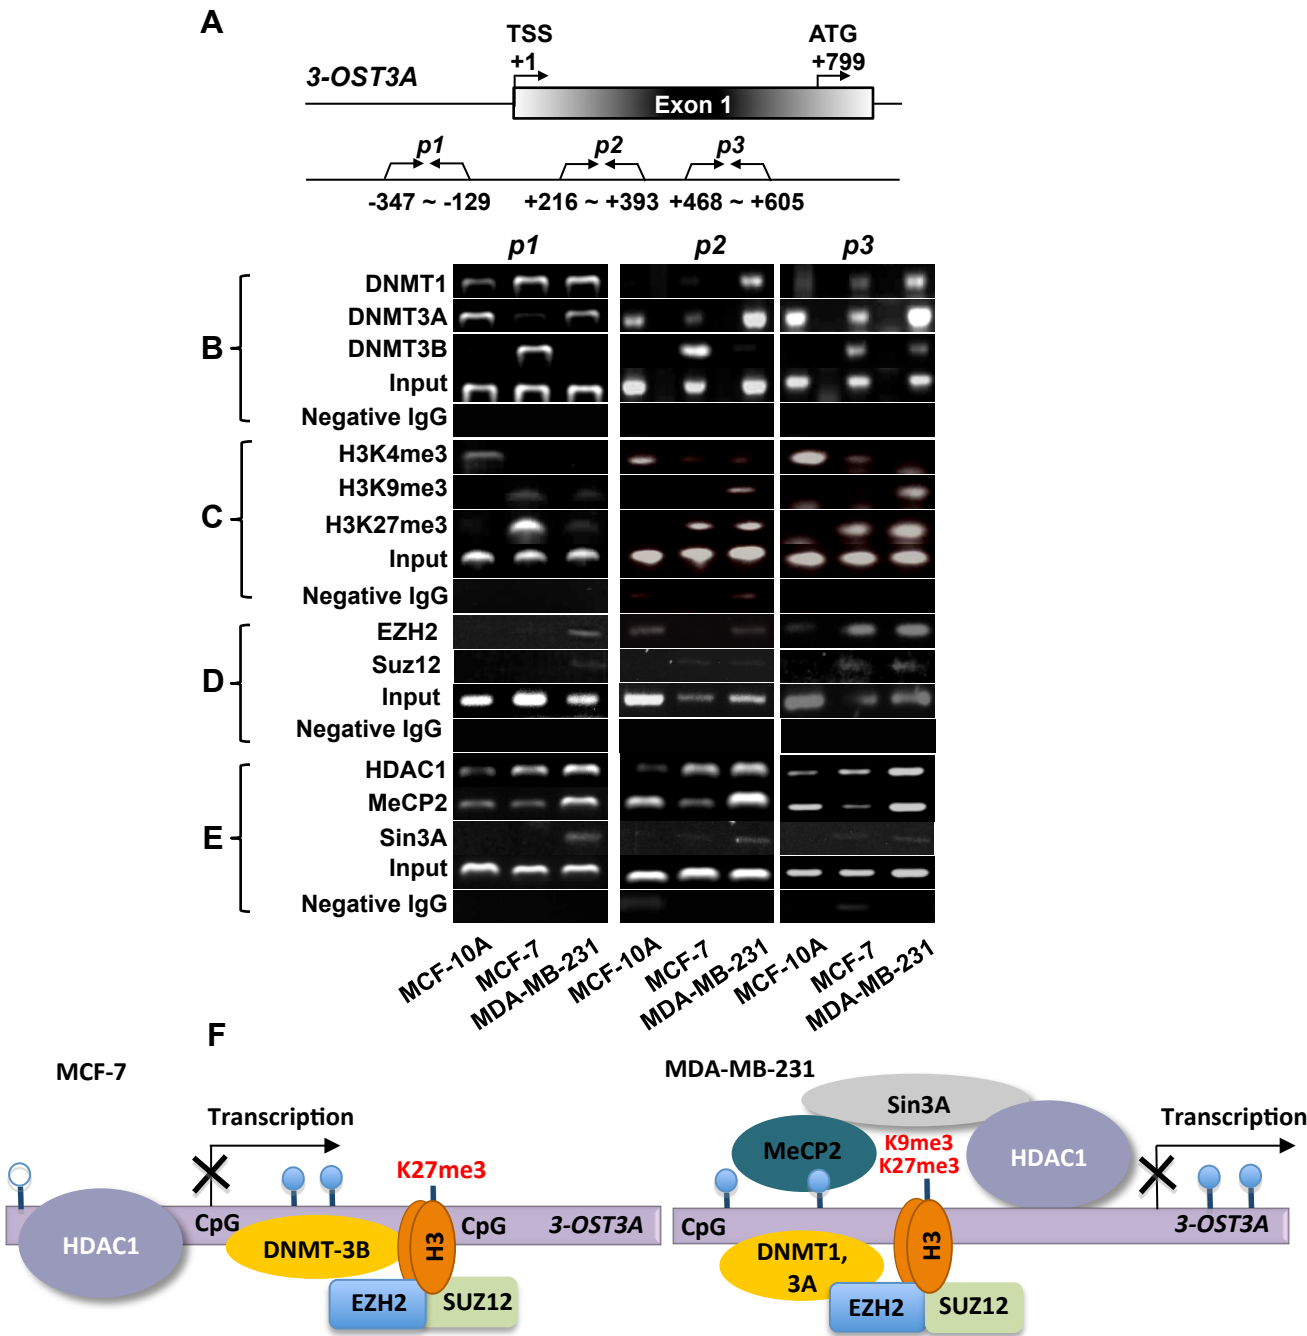 A
TSS
+1
ATG
+799
3-OST3A
Exon 1
p1
p2
p3
-347 ~ -129
+216 ~ +393
+468 ~ +605
p1
p2
p3
B
DNMT1
DNMT3A
DNMT3B
Input
Negative IgG
C
H3K4me3
H3K9me3
H3K27me3
Input
Negative IgG
D
EZH2
Suz12
Input
Negative IgG
E
HDAC1
MeCP2
Sin3A
Input
Negative IgG
MCF-10A
MCF-7
MDA-MB-231
MCF-10A
MCF-7
MDA-MB-231
MCF-10A
MCF-7
MDA-MB-231
F
MCF-7
Transcription
K27me3
CpG
CpG
3-OST3A
HDAC1
DNMT-3B
H3
EZH2
SUZ12
MDA-MB-231
Sin3A
Transcription
MeCP2
K9me3
K27me3
HDAC1
CpG
3-OST3A
DNMT1,
3A
H3
EZH2
SUZ12